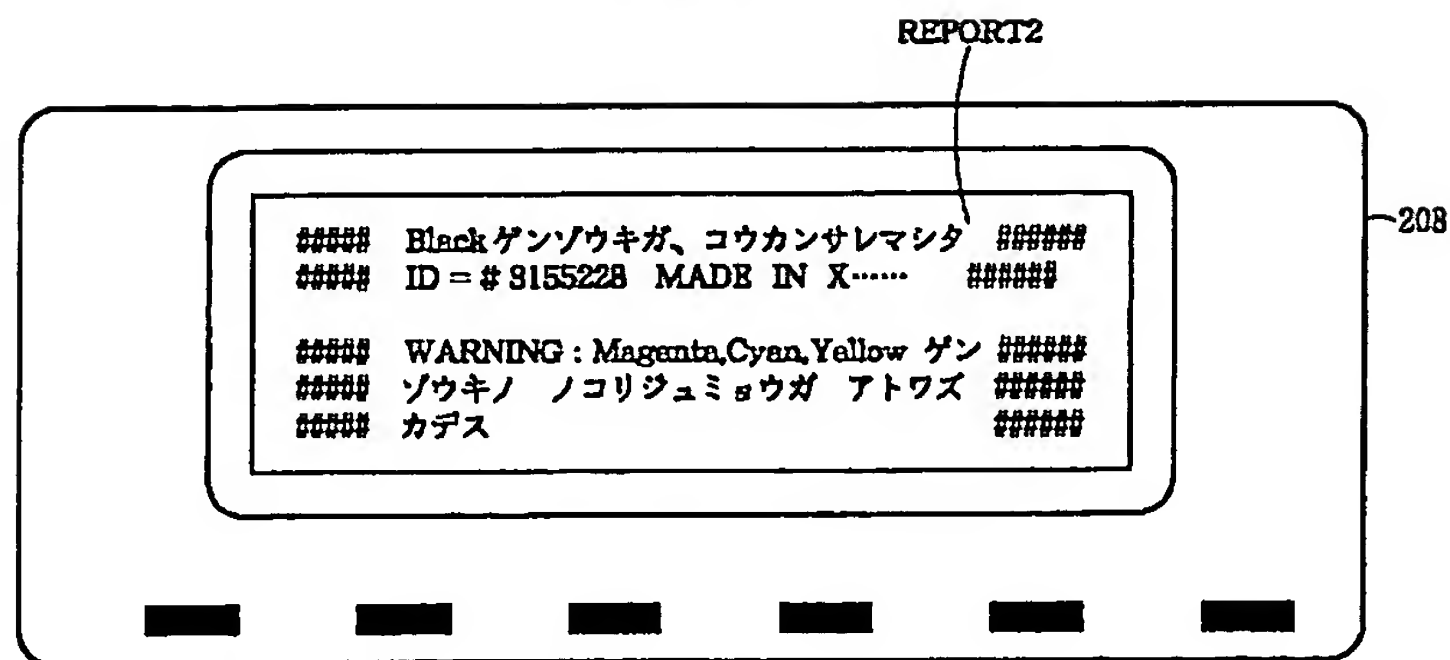 REPORT2
##### Blackゲンゾウキガ、コウカンサレマシタ ######
##### ID=#8155228 MADE IN X…… ######
##### WARNING:Magenta,Cyan,Yellow ゲン ######
##### ゾウキノ ノコリジュミョウガ アトワズ ######
##### カデス ######
208